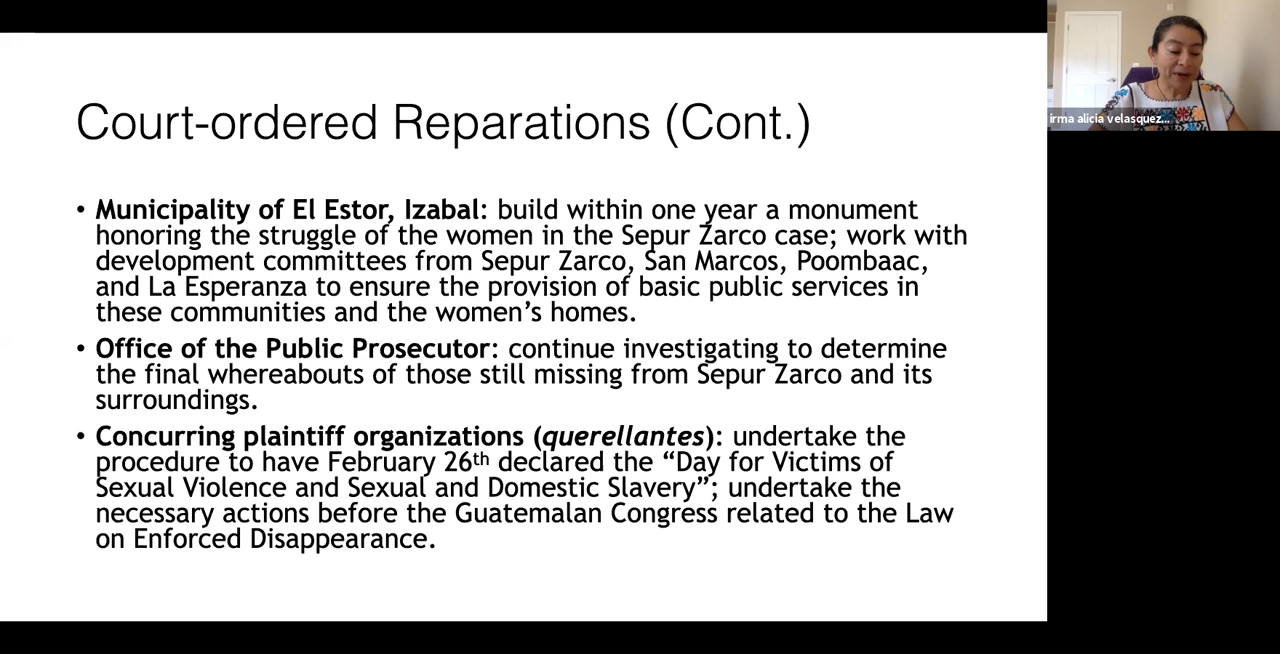 Court-ordered Reparations (Cont.)
• Municipality of El Estor, Izabal: build within one year a monument
honoring the struggle of the women in the Sepur Zarco case; work with
development committees from Sepur Zarco, San Marcos, Poombaac,
and La Esperanza to ensure the provision of basic public services in
these communities and the women’s homes.
• Office of the Public Prosecutor: continue investigating to determine
the final whereabouts of those still missing from Sepur Zarco and its
surroundings.
• Concurring plaintiff organizations (querellantes): undertake the
procedure to have February 26th declared the “Day for Victims of
Sexual Violence and Sexual and Domestic Slavery”; undertake the
necessary actions before the Guatemalan Congress related to the Law
on Enforced Disappearance.
irma alicia velasquez...